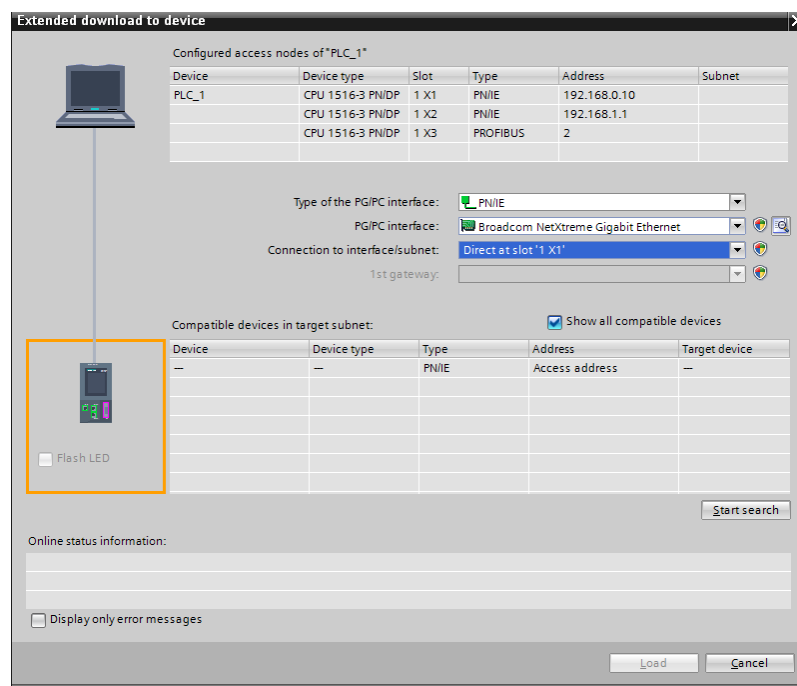 Extended download to device
Configured access nodes of "PLC_1"
Device Device type Slot Type Address Subnet
PLC_1 CPU 1516-3 PN/DP 1 X1 PN/IE 192.168.0.10
CPU 1516-3 PN/DP 1 X2 PN/IE 192.168.1.1
CPU 1516-3 PN/DP 1 X3 PROFIBUS 2
Type of the PG/PC interface: PN/IE
PG/PC interface: Broadcom NetXtreme Gigabit Ethernet
Connection to interface/subnet: Direct at slot '1 X1'
1st gateway:
Compatible devices in target subnet: Show all compatible devices
Device Device type Type Address Target device
— — PN/IE Access address —
Flash LED
Start search
Online status information:
Display only error messages
Load Cancel